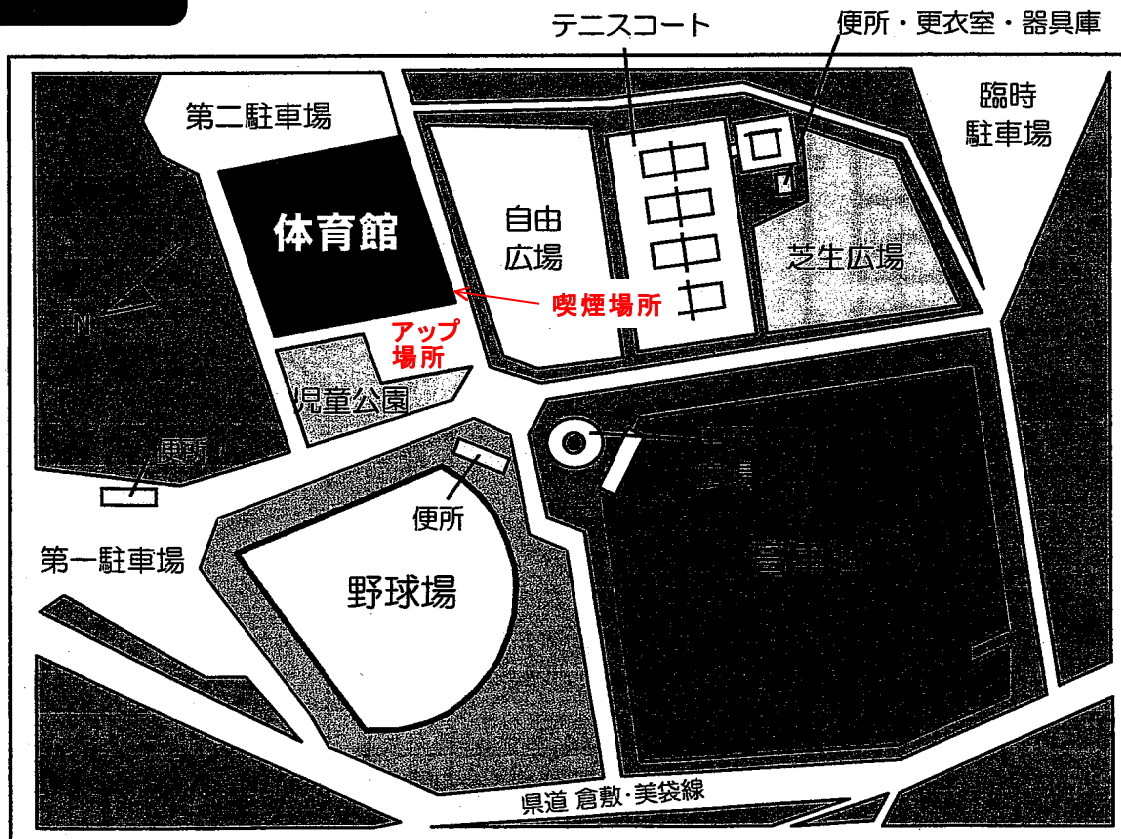 テニスコート
便所・更衣室・器具庫
第二駐車場
臨時
駐車場
体育館
自由
広場
芝生広場
喫煙場所
アップ
場所
児童公園
N
便所
便所
第一駐車場
野球場
県道 倉敷・美袋線